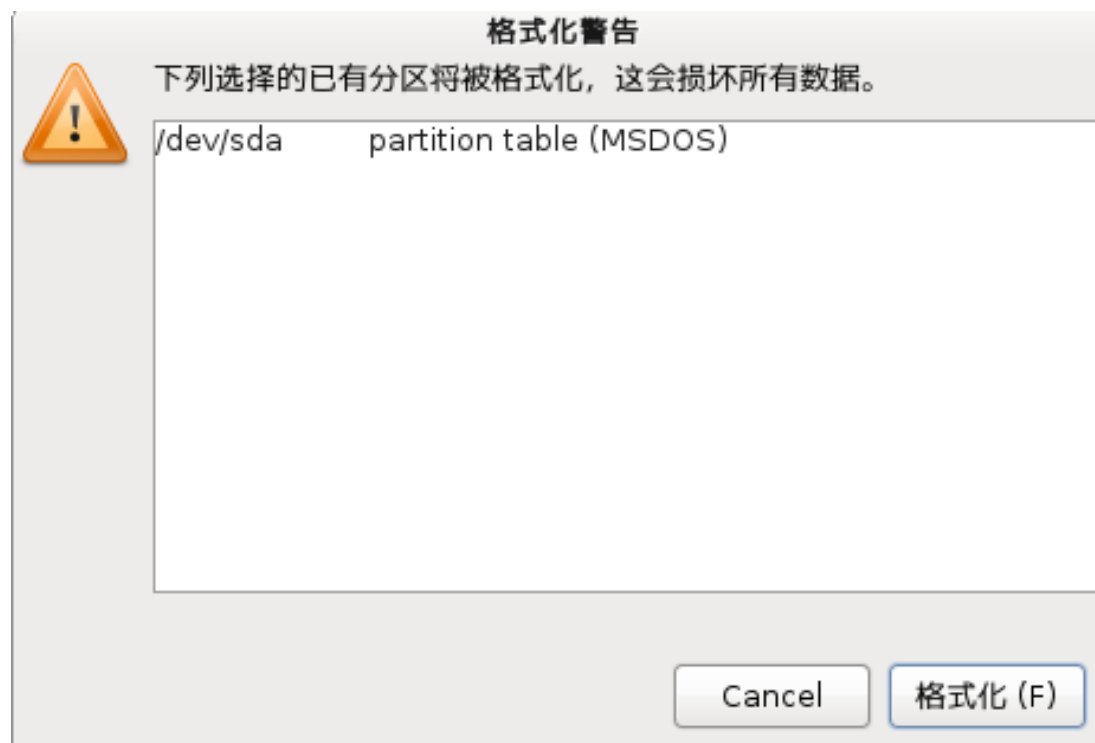 格式化警告
下列选择的已有分区将被格式化，这会损坏所有数据。
/dev/sda partition table (MSDOS)
Cancel 格式化 (F)